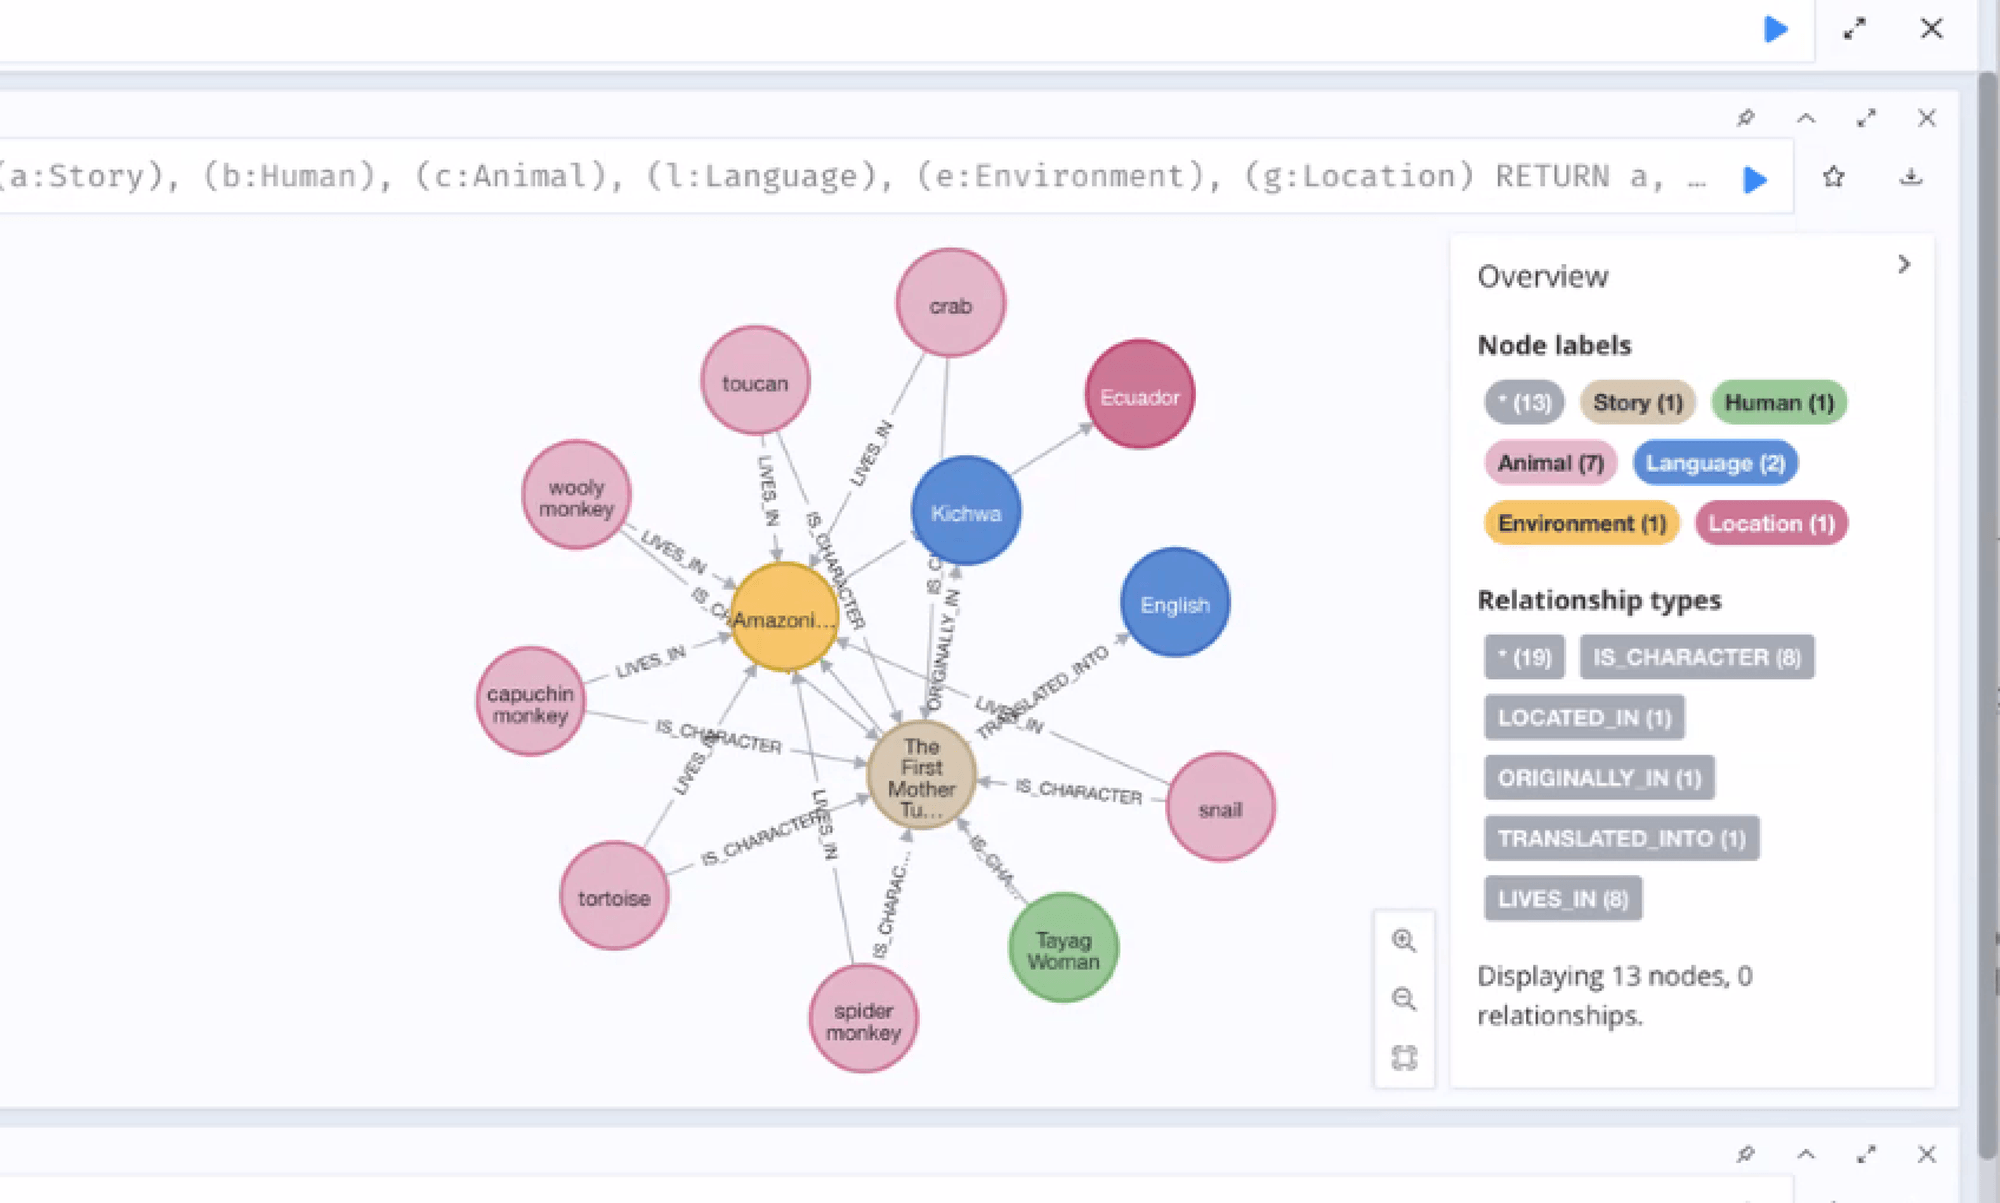 (a:Story), (b:Human), (c:Animal), (l:Language), (e:Environment), (g:Location) RETURN a, …
crab
toucan
Ecuador
wooly
monkey
Kichwa
English
Amazoni...
capuchin
monkey
The
First
Mother
Tu...
snail
tortoise
Tayag
Woman
spider
monkey
LIVES_IN
LIVES_IN
IS_CHARACTER
LIVES_IN
IS_C
IS_CH
ORIGINALLY_IN
LIVES_IN
TRANSLATED_INTO
LIVES_IN
IS_CHARACTER
LIVES_IN
IS_CHARACTER
IS_CHARACTER
LIVES_IN
IS_CHA...
IS_CHARAC...
Overview
Node labels
* (13) Story (1) Human (1)
Animal (7) Language (2)
Environment (1) Location (1)
Relationship types
* (19) IS_CHARACTER (8)
LOCATED_IN (1)
ORIGINALLY_IN (1)
TRANSLATED_INTO (1)
LIVES_IN (8)
Displaying 13 nodes, 0
relationships.